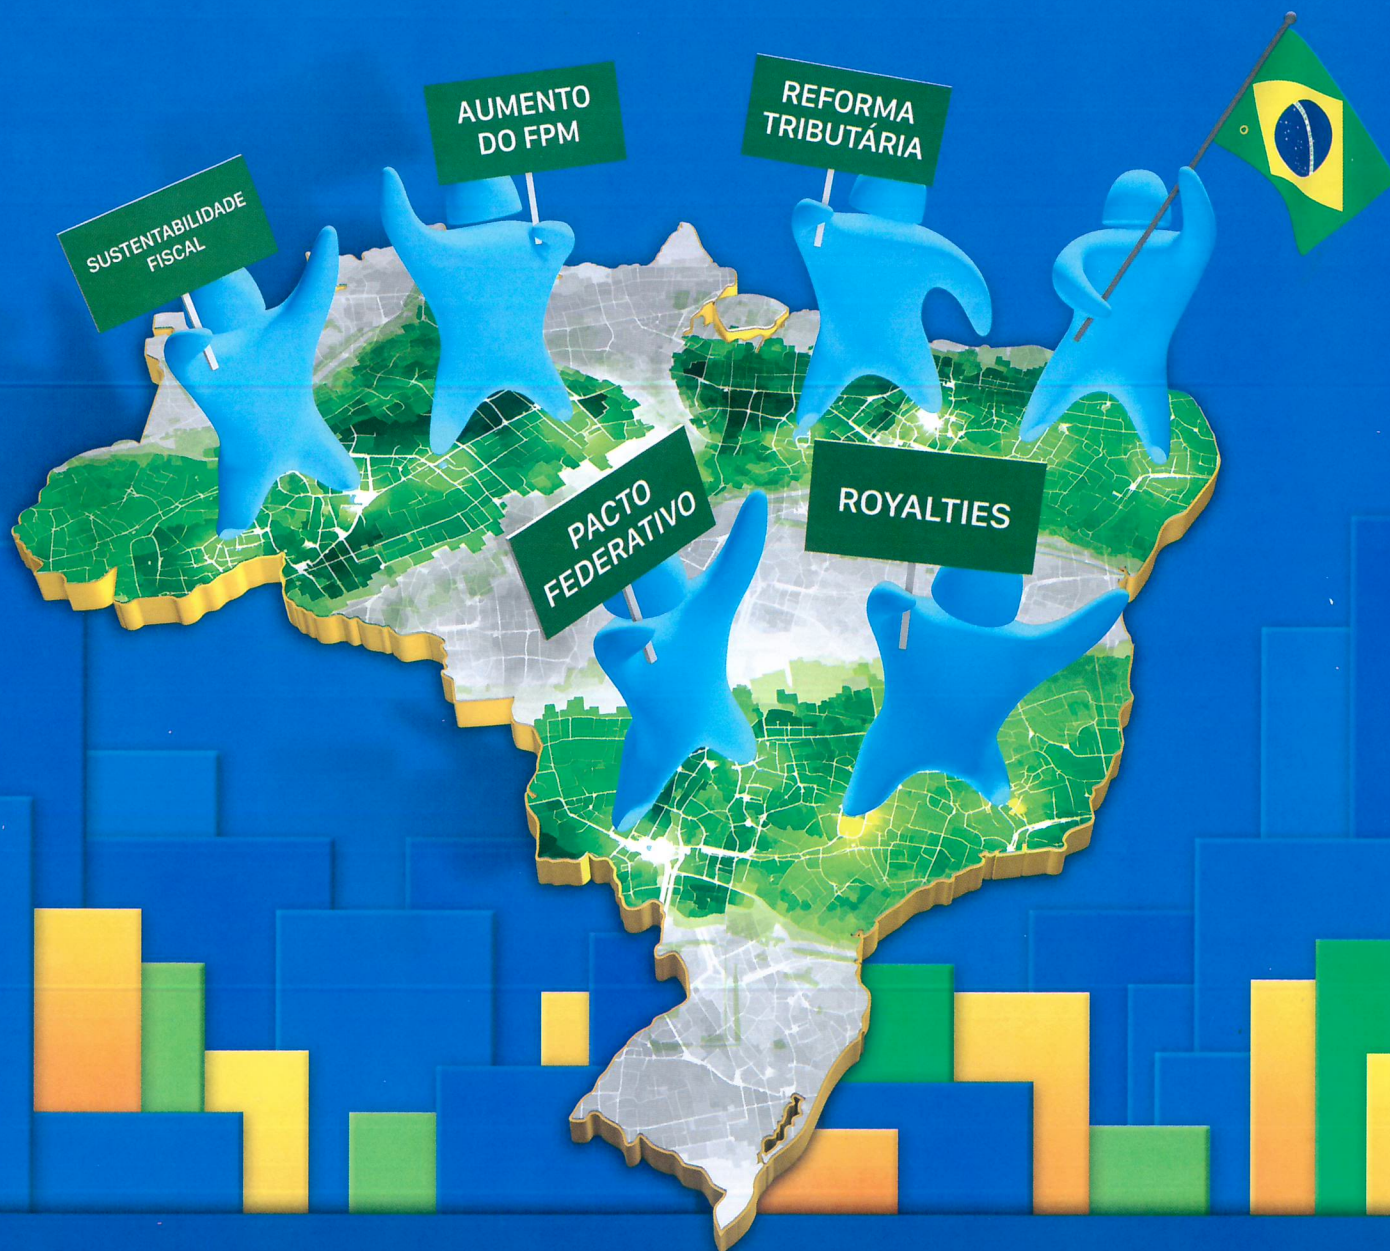 AUMENTO
DO FPM
REFORMA
TRIBUTÁRIA
SUSTENTABILIDADE
FISCAL
PACTO
FEDERATIVO
ROYALTIES